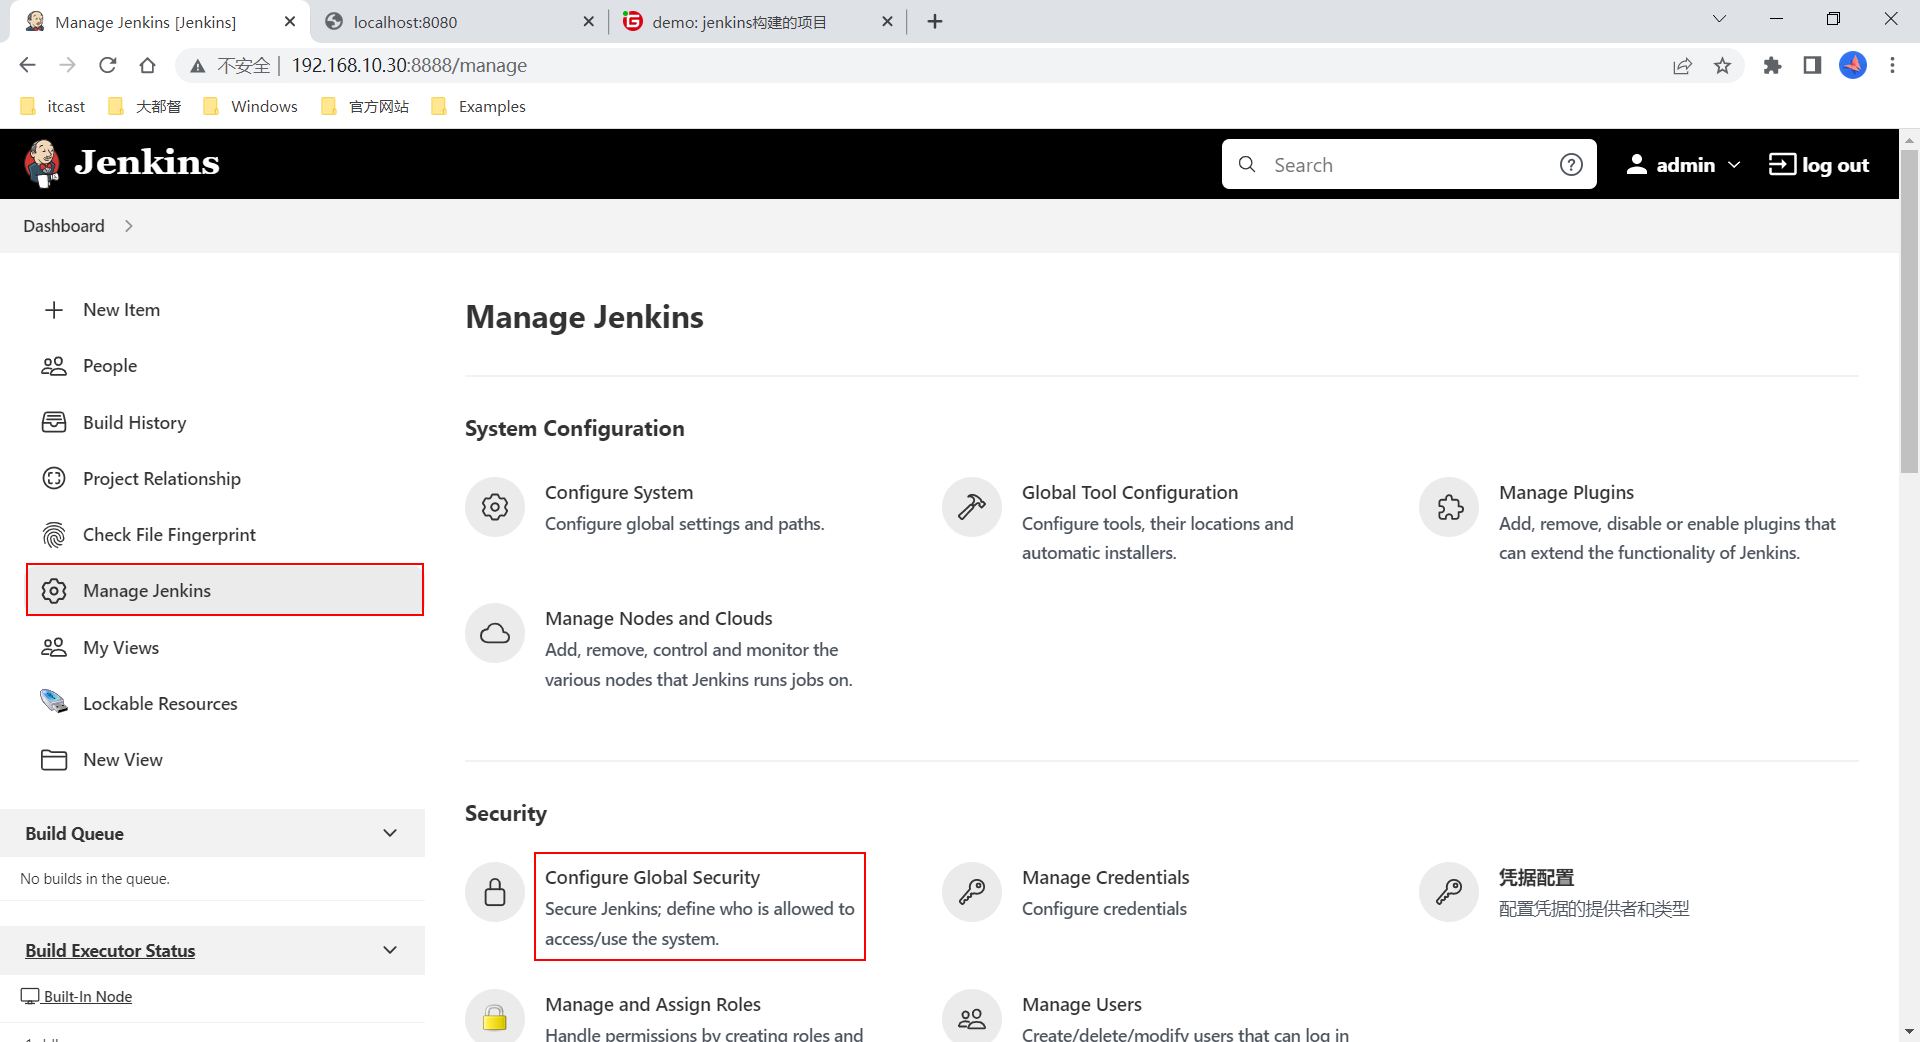 Manage Jenkins [Jenkins]
localhost:8080
demo: jenkins构建的项目
不安全 | 192.168.10.30:8888/manage
itcast
大都督
Windows
官方网站
Examples
Jenkins
Search
admin
log out
Dashboard
New Item
People
Build History
Project Relationship
Check File Fingerprint
Manage Jenkins
My Views
Lockable Resources
New View
Build Queue
No builds in the queue.
Build Executor Status
Built-In Node
Manage Jenkins
System Configuration
Configure System
Configure global settings and paths.
Global Tool Configuration
Configure tools, their locations and
automatic installers.
Manage Plugins
Add, remove, disable or enable plugins that
can extend the functionality of Jenkins.
Manage Nodes and Clouds
Add, remove, control and monitor the
various nodes that Jenkins runs jobs on.
Security
Configure Global Security
Secure Jenkins; define who is allowed to
access/use the system.
Manage Credentials
Configure credentials
凭据配置
配置凭据的提供者和类型
Manage and Assign Roles
Handle permissions by creating roles and
Manage Users
Create/delete/modify users that can log in